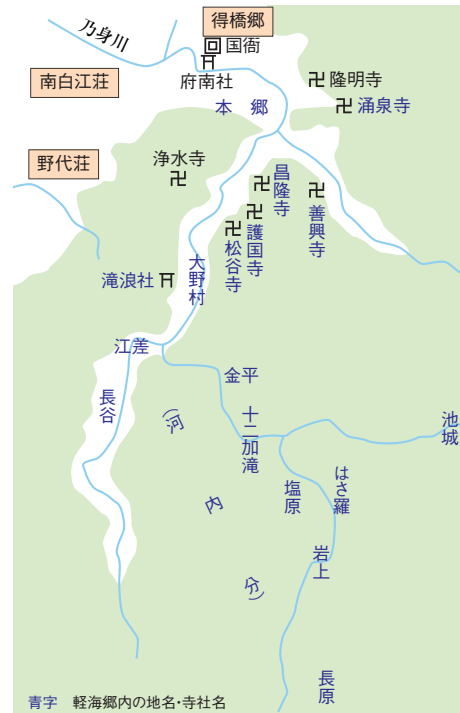 得橋郷
乃身川
国衙
府南社
南白江荘
本郷
隆明寺
涌泉寺
野代荘
浄水寺
昌隆寺
善興寺
護国寺
松谷寺
大野村
滝浪社
江差
金平
長谷
十二加滝
(河内分)
池城
はさ羅
塩原
岩上
長原
青字 軽海郷内の地名・寺社名